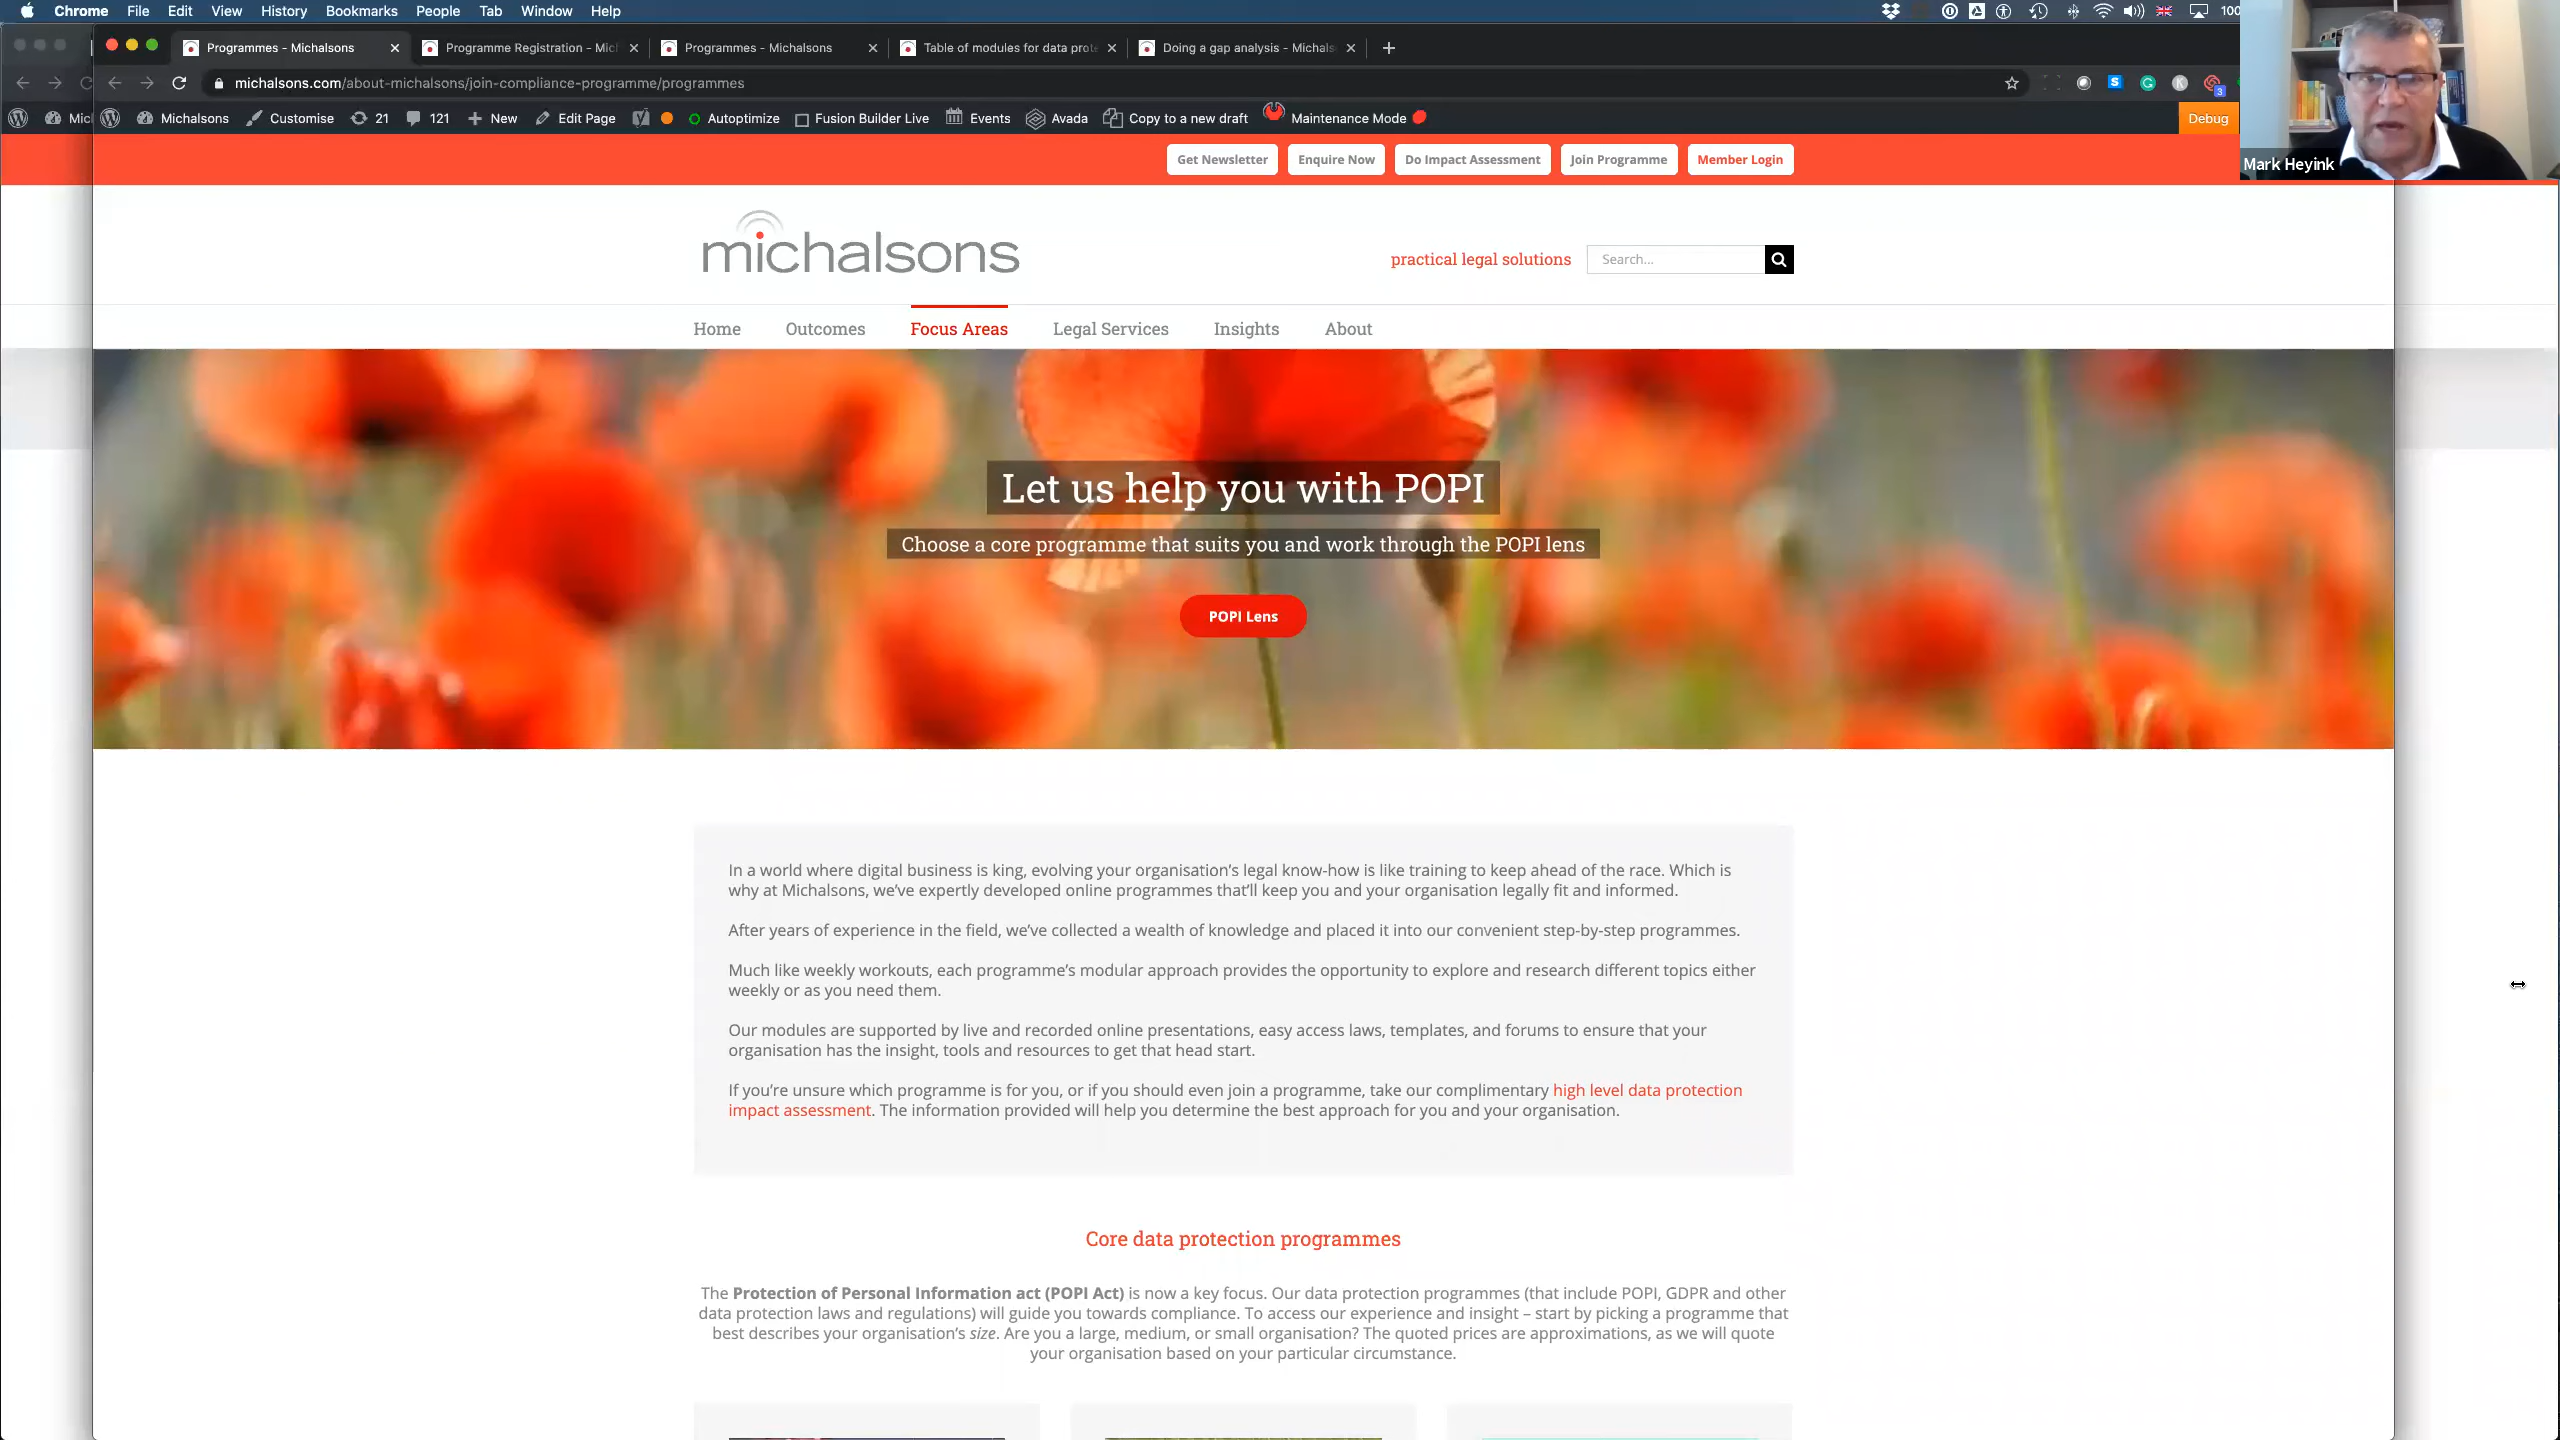 Chrome File Edit View History Bookmarks People Tab Window Help
Programmes - Michalsons
Programme Registration - Mic
Programmes - Michalsons
Table of modules for data prot
Doing a gap analysis - Michals
michalsons.com/about-michalsons/join-compliance-programme/programmes
Michalsons Customise 21 121 New Edit Page Autoptimize Fusion Builder Live Events Avada Copy to a new draft Maintenance Mode Debug
Mark Heyink
Get Newsletter Enquire Now Do Impact Assessment Join Programme Member Login
michalsons
practical legal solutions
Search...
Home Outcomes Focus Areas Legal Services Insights About
Let us help you with POPI
Choose a core programme that suits you and work through the POPI lens
POPI Lens
In a world where digital business is king, evolving your organisation's legal know-how is like training to keep ahead of the race. Which is
why at Michalsons, we've expertly developed online programmes that'll keep you and your organisation legally fit and informed.
After years of experience in the field, we've collected a wealth of knowledge and placed it into our convenient step-by-step programmes.
Much like weekly workouts, each programme's modular approach provides the opportunity to explore and research different topics either
weekly or as you need them.
Our modules are supported by live and recorded online presentations, easy access laws, templates, and forums to ensure that your
organisation has the insight, tools and resources to get that head start.
If you're unsure which programme is for you, or if you should even join a programme, take our complimentary high level data protection
impact assessment. The information provided will help you determine the best approach for you and your organisation.
Core data protection programmes
The Protection of Personal Information act (POPI Act) is now a key focus. Our data protection programmes (that include POPI, GDPR and other
data protection laws and regulations) will guide you towards compliance. To access our experience and insight – start by picking a programme that
best describes your organisation's size. Are you a large, medium, or small organisation? The quoted prices are approximations, as we will quote
your organisation based on your particular circumstance.